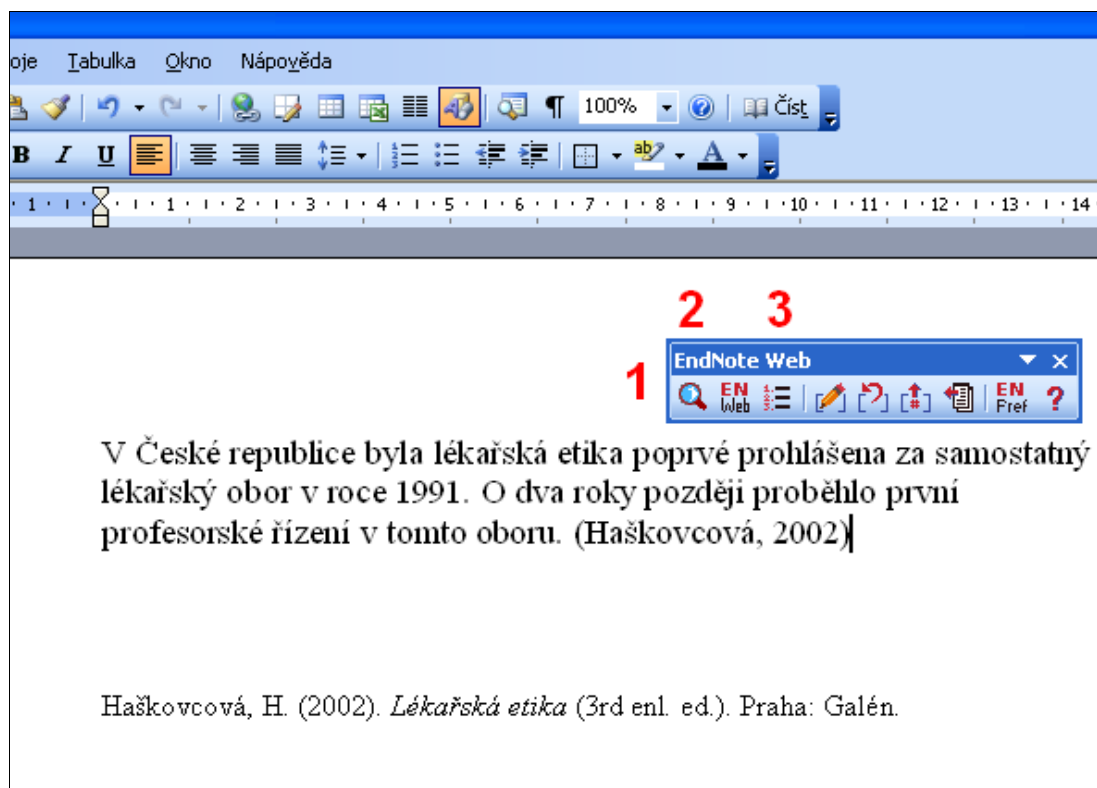 oje Tabulka Okno Nápověda
100% Číst
B I U ab A
1 1 2 3 4 5 6 7 8 9 10 11 12 13 14
2 3
1
EndNote Web
EN Web EN Pref ?
V České republice byla lékařská etika poprvé prohlášena za samostatný
lékařský obor v roce 1991. O dva roky později proběhlo první
profesorské řízení v tomto oboru. (Haškovcová, 2002)
Haškovcová, H. (2002). Lékařská etika (3rd enl. ed.). Praha: Galén.